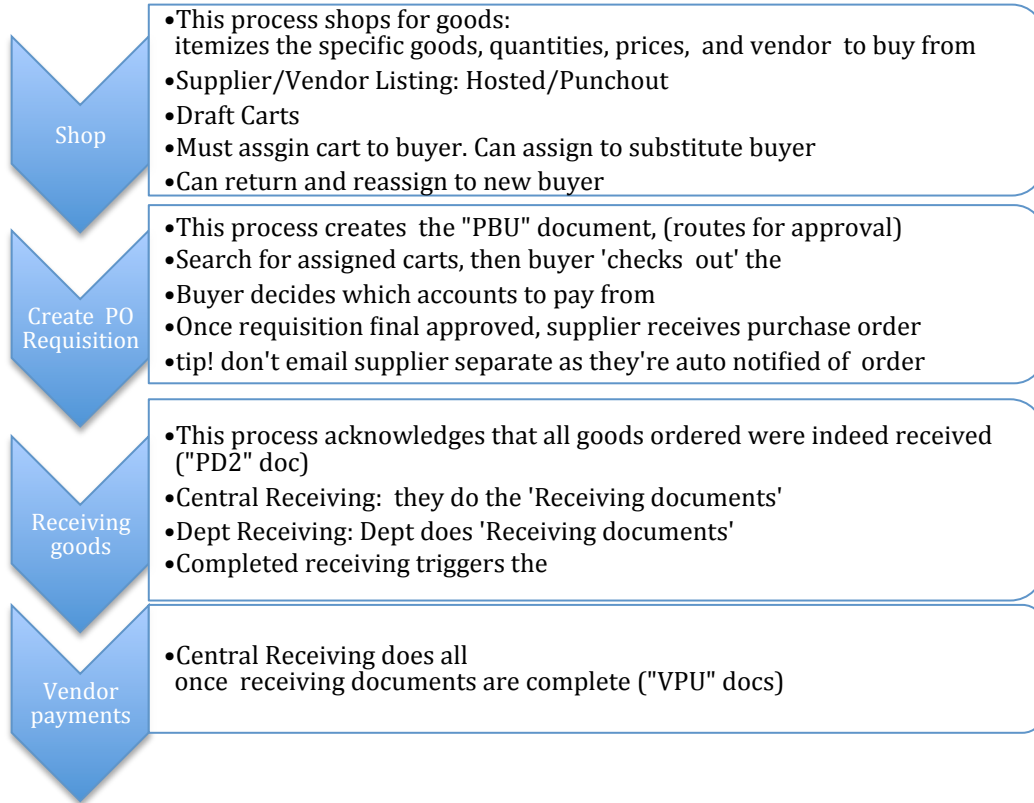 Shop
•This process shops for goods:
itemizes the specific goods, quantities, prices,  and vendor  to buy from
•Supplier/Vendor Listing: Hosted/Punchout
•Draft Carts
•Must assgin cart to buyer. Can assign to substitute buyer
•Can return and reassign to new buyer
Create  PO
Requisition
•This process creates  the "PBU" document, (routes for approval)
•Search for assigned carts, then buyer 'checks  out' the
•Buyer decides which accounts to pay from
•Once requisition final approved, supplier receives purchase order
•tip! don't email supplier separate as they're auto notified of  order
Receiving
goods
•This process acknowledges that all goods ordered were indeed received
("PD2" doc)
•Central Receiving:  they do the 'Receiving documents'
•Dept Receiving: Dept does 'Receiving documents'
•Completed receiving triggers the
Vendor
payments
•Central Receiving does all
once  receiving documents are complete ("VPU" docs)